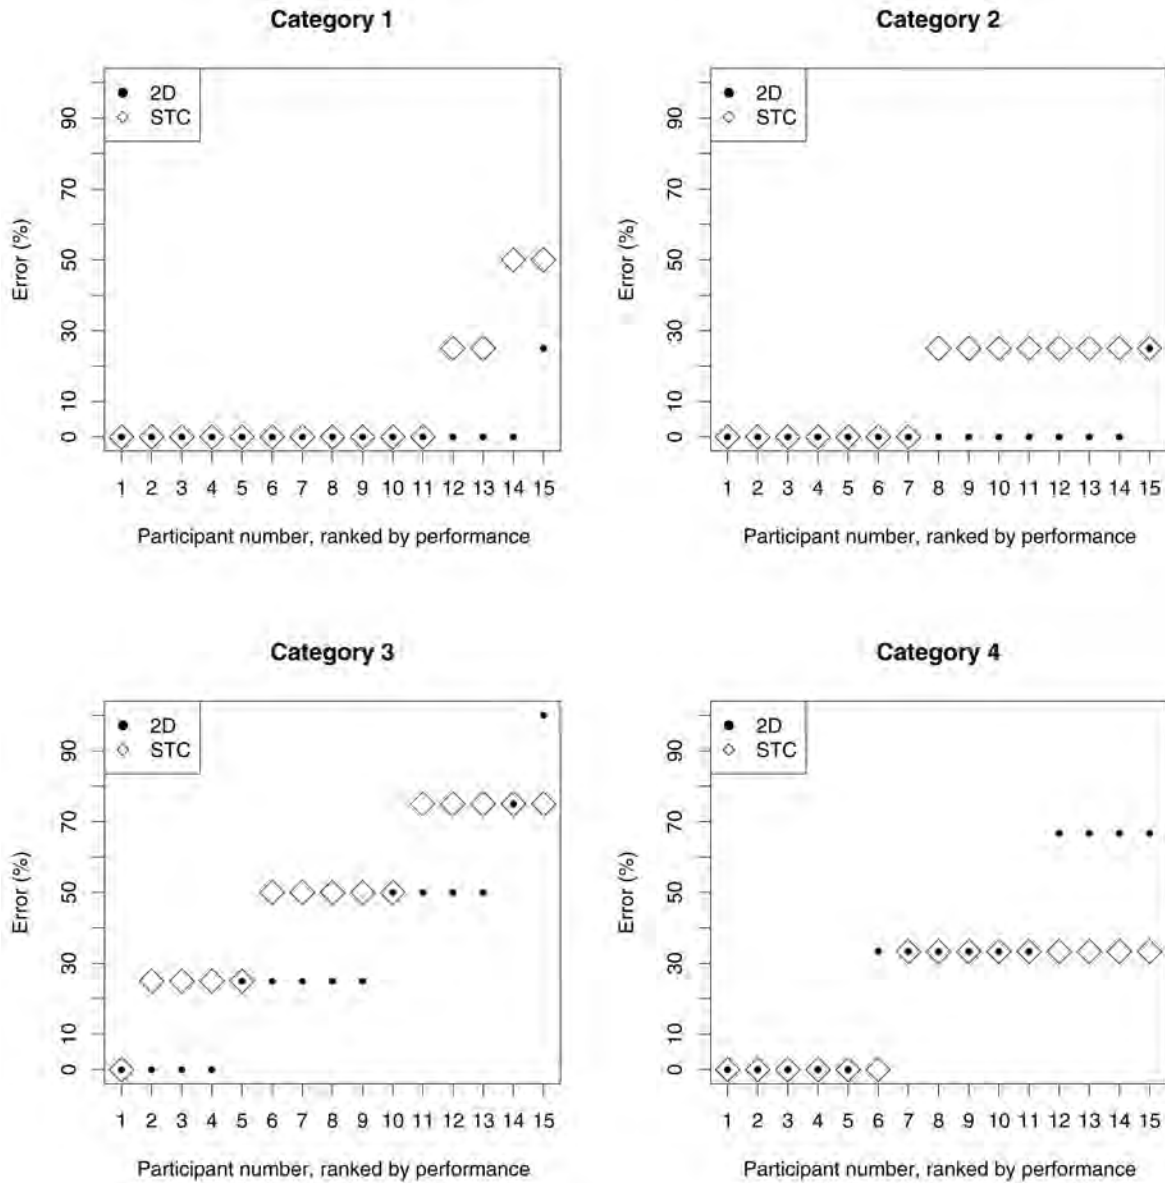 Category 1
2D
STC
Error (%)
90
70
50
30
10
0
1 2 3 4 5 6 7 8 9 10 11 12 13 14 15
Participant number, ranked by performance
Category 2
2D
STC
Error (%)
90
70
50
30
10
0
1 2 3 4 5 6 7 8 9 10 11 12 13 14 15
Participant number, ranked by performance
Category 3
2D
STC
Error (%)
90
70
50
30
10
0
1 2 3 4 5 6 7 8 9 10 11 12 13 14 15
Participant number, ranked by performance
Category 4
2D
STC
Error (%)
90
70
50
30
10
0
1 2 3 4 5 6 7 8 9 10 11 12 13 14 15
Participant number, ranked by performance